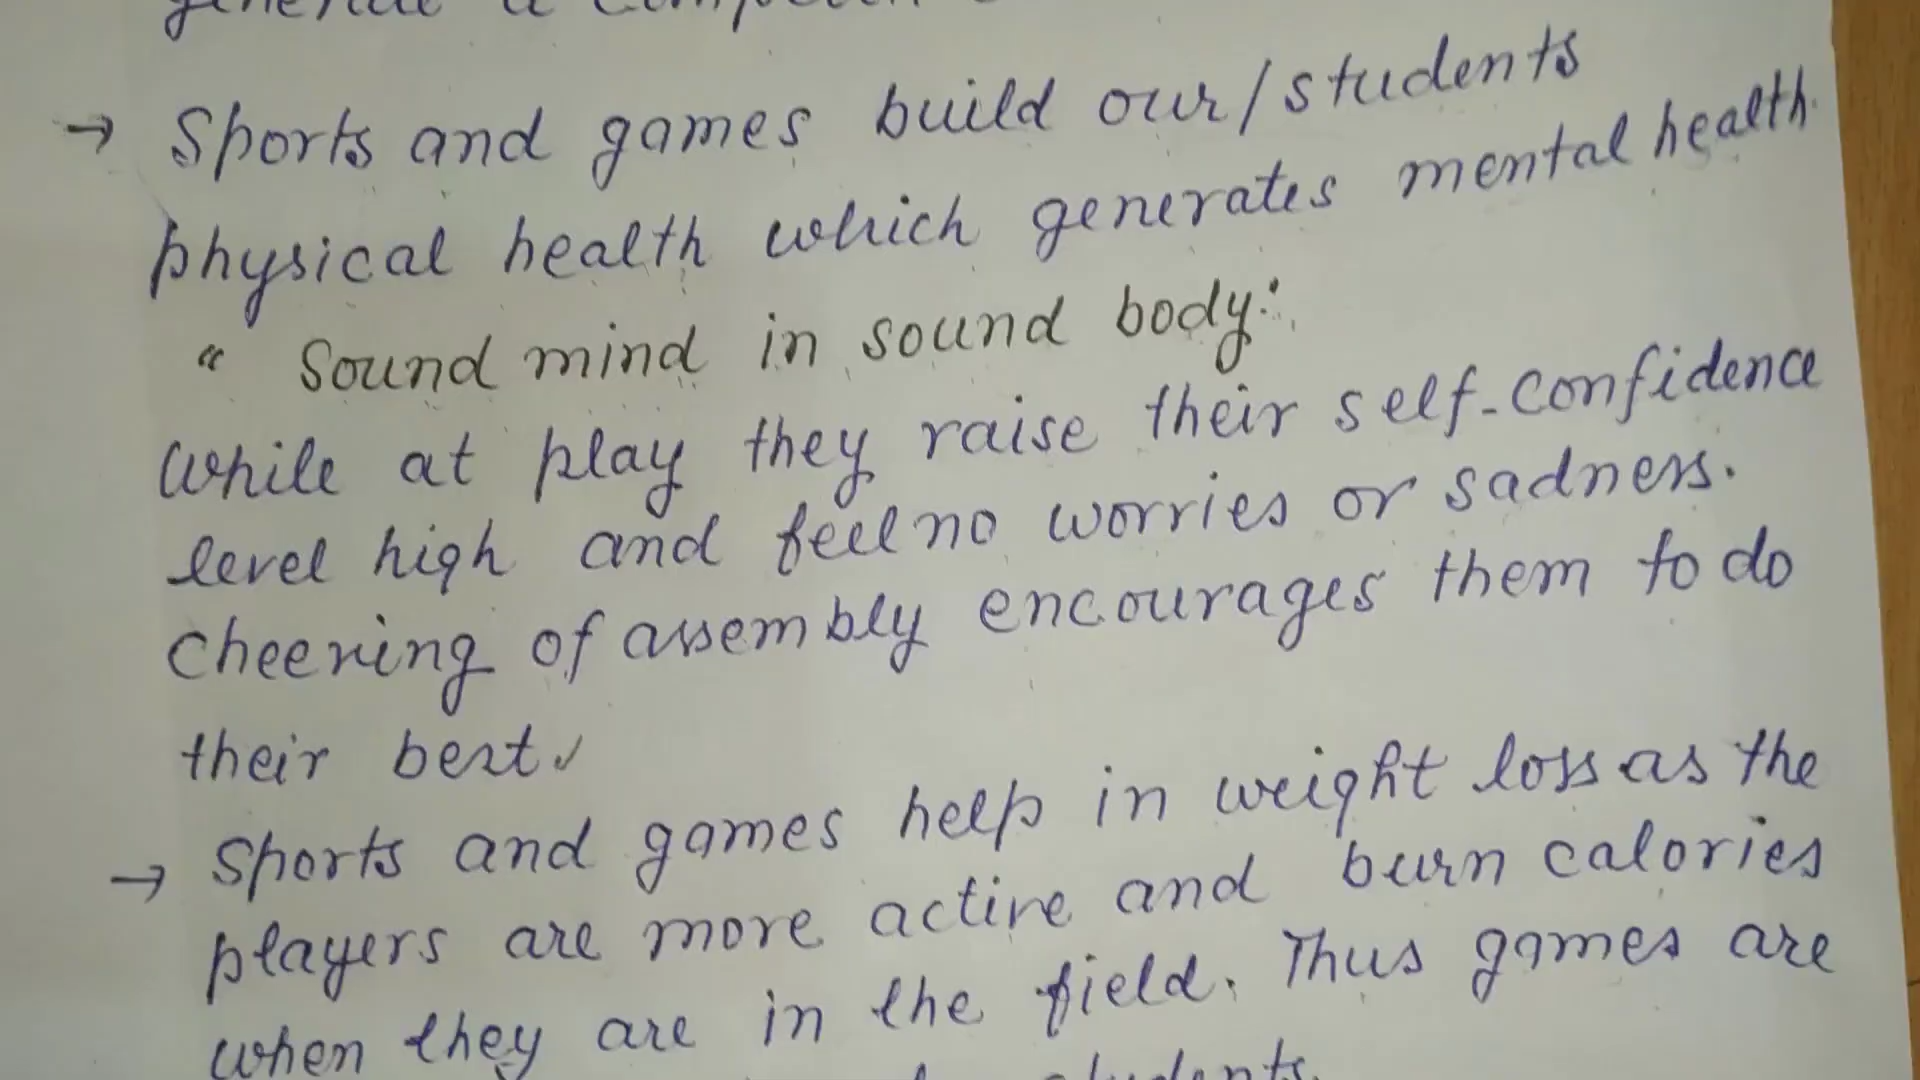 generate a
→ Sports and games build our/students
physical health which generates mental health.
"Sound mind in sound body:
While at play they raise their self-confidence
level high and feel no worries or sadness.
Cheering of assembly encourages them to do
their best.
→ Sports and games help in weight loss as the
players are more active and burn calories
when they are in the field. Thus games are
students.